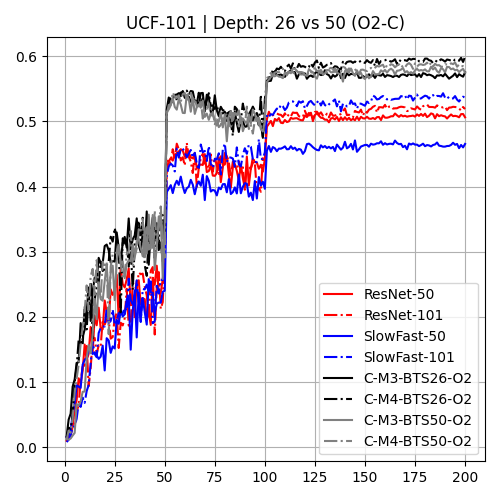 UCF-101 | Depth: 26 vs 50 (O2-C)
0.6
0.5
0.4
0.3
0.2
0.1
0.0
ResNet-50
ResNet-101
SlowFast-50
SlowFast-101
C-M3-BTS26-O2
C-M4-BTS26-O2
C-M3-BTS50-O2
C-M4-BTS50-O2
0 25 50 75 100 125 150 175 200